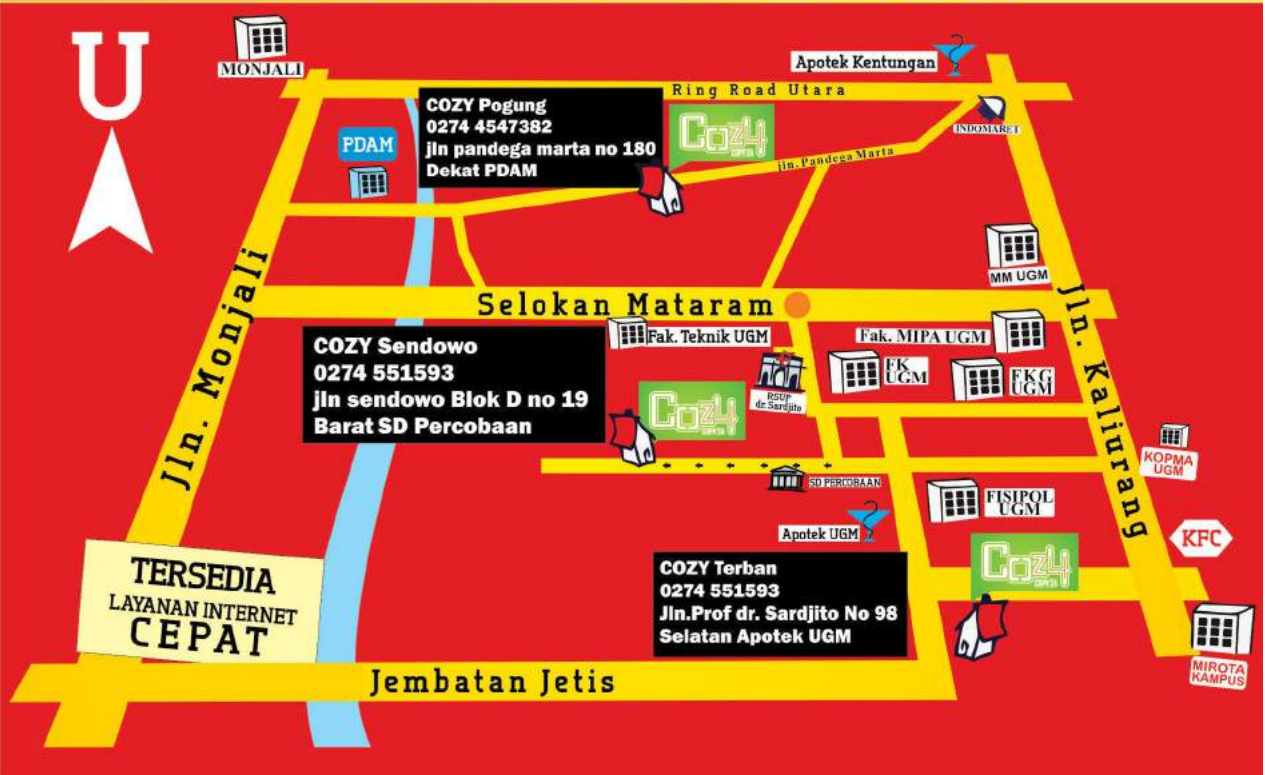 U
MONJALI
Apotek Kentungan
Ring Road Utara
COZY Pogung
0274 4547382
jln pandega marta no 180
Dekat PDAM
Coz4
INDOMARET
PDAM
jln. Pandega Marta
MM UGM
Jln. Monjali
Selokan Mataram
Jln. Kaliurang
Fak. Teknik UGM
Fak. MIPA UGM
COZY Sendowo
0274 551593
jln sendowo Blok D no 19
Barat SD Percobaan
RSUP
dr. Sardjito
FK
UGM
FKG
UGM
Coz4
KOPMA
UGM
SD PERCOBAAN
FISIPOL
UGM
Apotek UGM
KFC
COZY Terban
0274 551593
Jln.Prof dr. Sardjito No 98
Selatan Apotek UGM
Coz4
TERSEDIA
LAYANAN INTERNET
CEPAT
MIROTA
KAMPUS
Jembatan Jetis